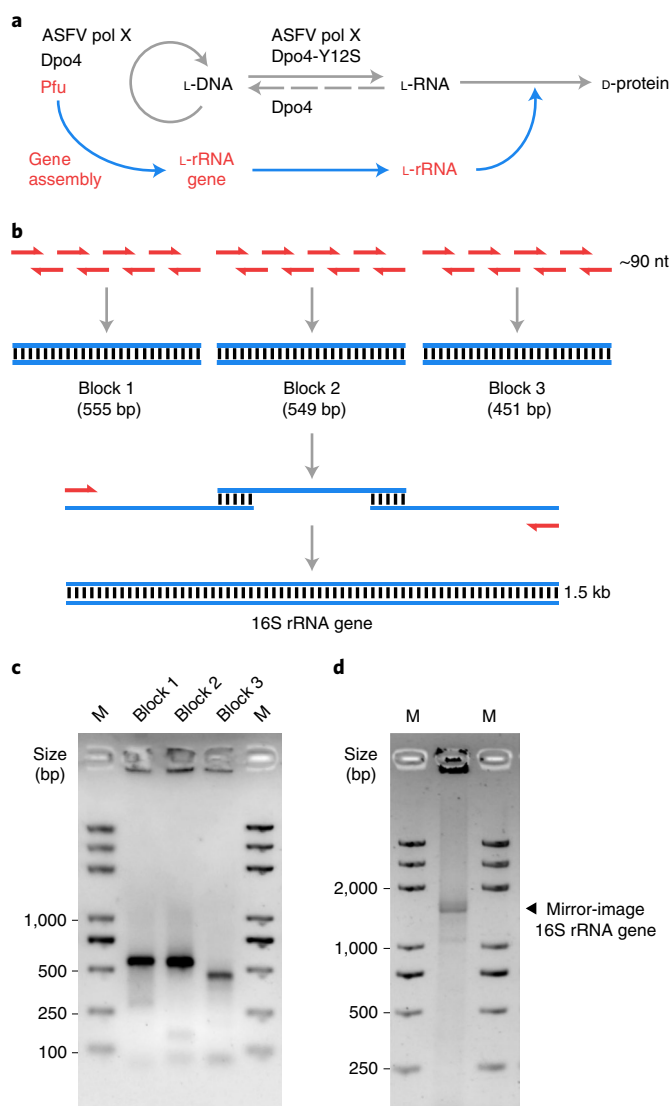 a
ASFV pol X
Dpo4
Pfu
ASFV pol X
Dpo4-Y12S
L-DNA
L-RNA
D-protein
Dpo4
Gene
assembly
L-rRNA
gene
L-rRNA
b
~90 nt
Block 1
(555 bp)
Block 2
(549 bp)
Block 3
(451 bp)
1.5 kb
16S rRNA gene
c
M
Block 1
Block 2
Block 3
M
Size
(bp)
1,000
500
250
100
d
M
M
Size
(bp)
2,000
1,000
500
250
Mirror-image
16S rRNA gene